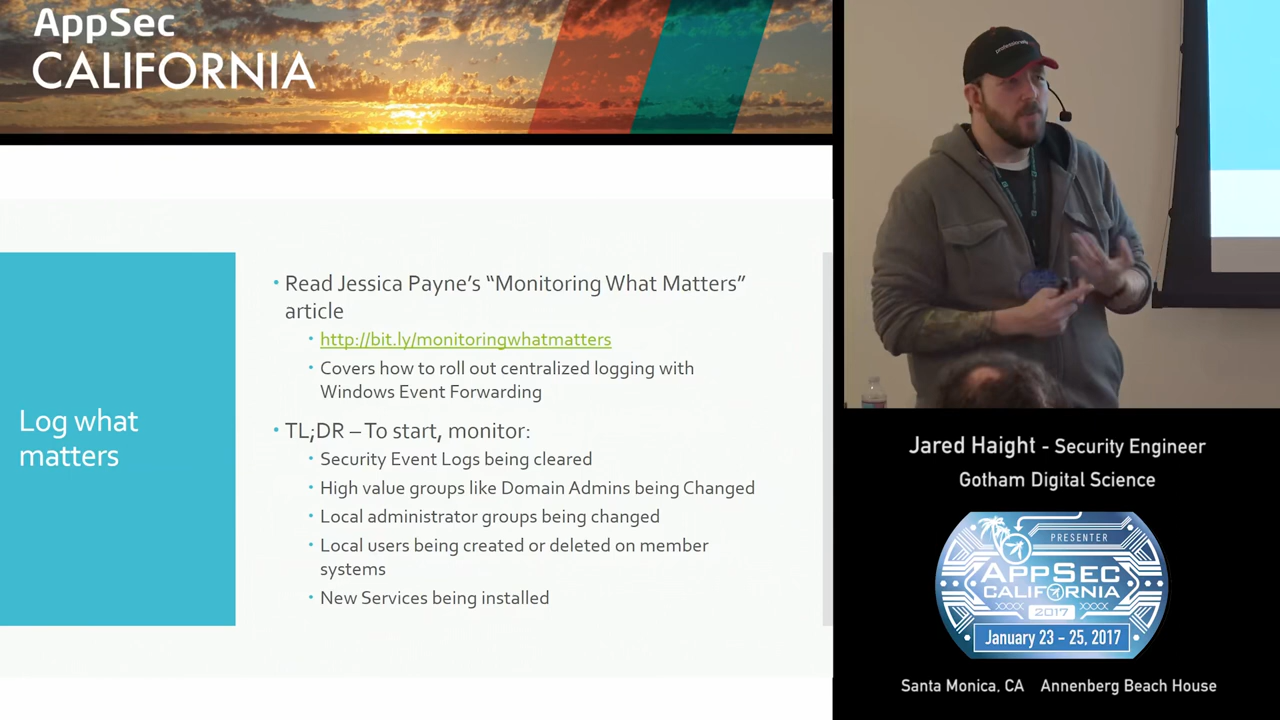 AppSec
CALIFORNIA
Log what
matters
• Read Jessica Payne's “Monitoring What Matters”
article
• http://bit.ly/monitoringwhatmatters
• Covers how to roll out centralized logging with
Windows Event Forwarding
• TL;DR – To start, monitor:
• Security Event Logs being cleared
• High value groups like Domain Admins being Changed
• Local administrator groups being changed
• Local users being created or deleted on member
systems
• New Services being installed
Jared Haight - Security Engineer
Gotham Digital Science
PRESENTER
APPSEC
CALIFORNIA
2017
January 23 - 25, 2017
Santa Monica, CA Annenberg Beach House